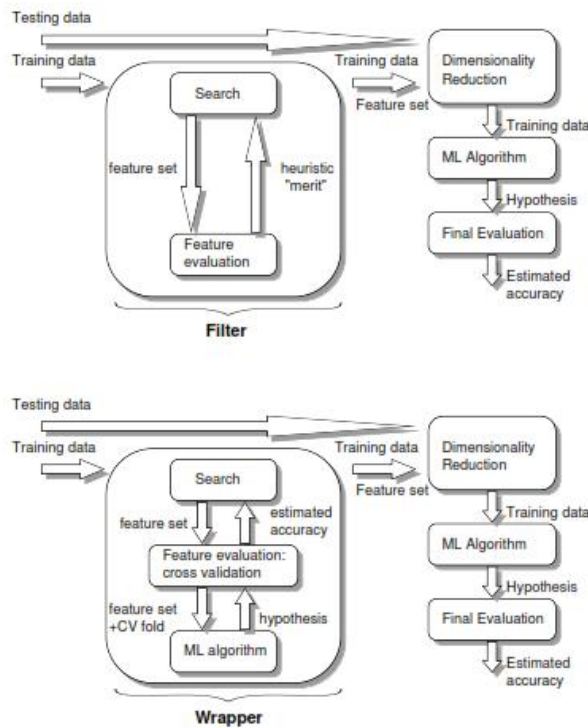 Testing data
Training data
Search
feature set
heuristic
"merit"
Feature
evaluation
Filter
Training data
Feature set
Dimensionality
Reduction
Training data
ML Algorithm
Hypothesis
Final Evaluation
Estimated
accuracy
Testing data
Training data
Search
feature set
estimated
accuracy
Feature evaluation:
cross validation
feature set
+CV fold
hypothesis
ML algorithm
Wrapper
Training data
Feature set
Dimensionality
Reduction
Training data
ML Algorithm
Hypothesis
Final Evaluation
Estimated
accuracy